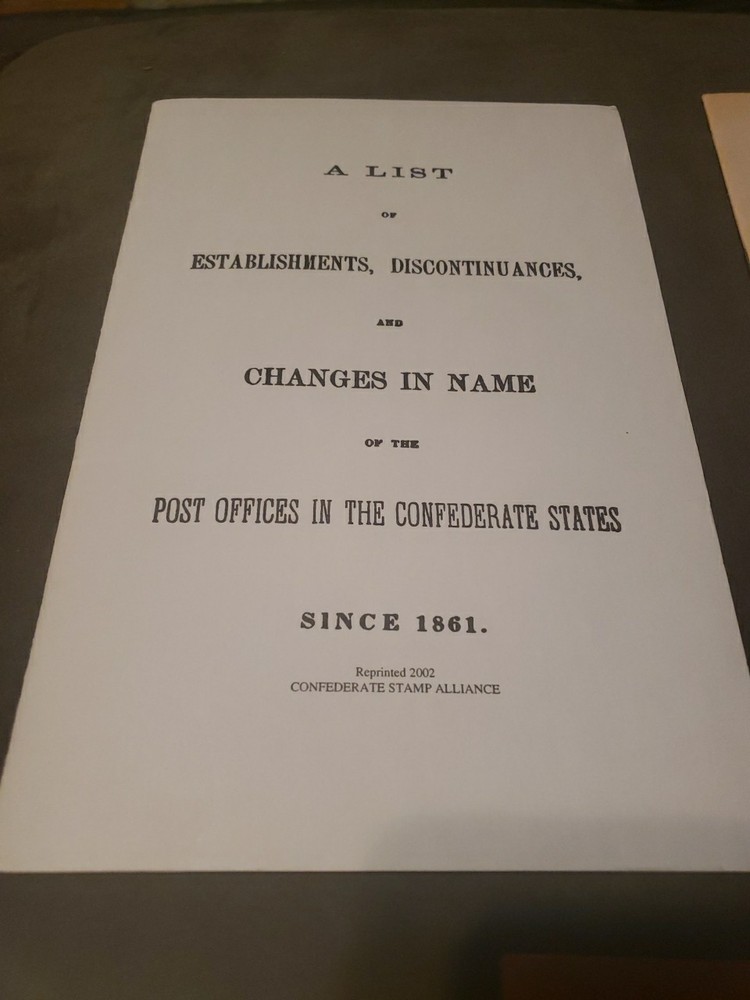 A LIST
OF
ESTABLISHMENTS, DISCONTINUANCES,
AND
CHANGES IN NAME
OF THE
POST OFFICES IN THE CONFEDERATE STATES
SINCE 1861.
Reprinted 2002
CONFEDERATE STAMP ALLIANCE